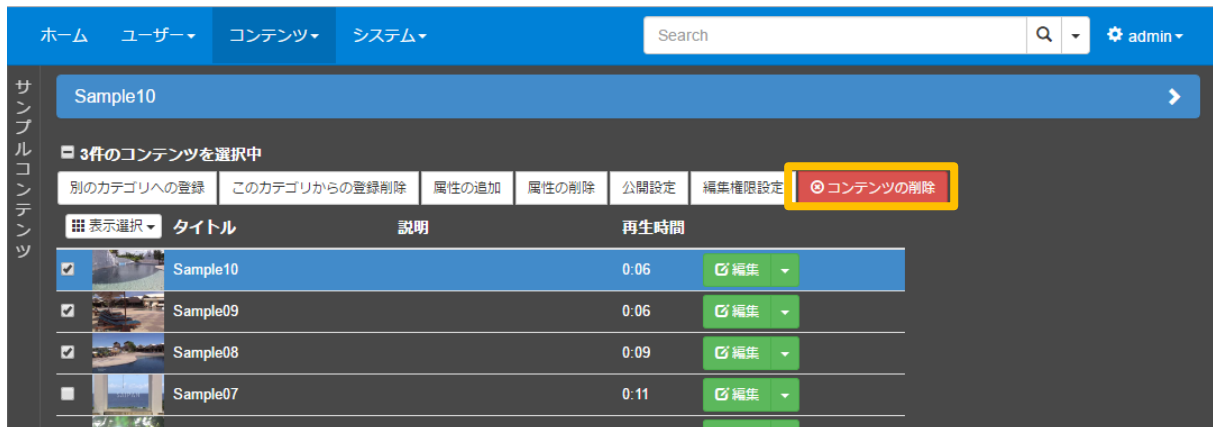 ホーム ユーザー コンテンツ システム Search admin
サンプルコンテンツ
Sample10
3件のコンテンツを選択中
別のカテゴリへの登録 このカテゴリからの登録削除 属性の追加 属性の削除 公開設定 編集権限設定 コンテンツの削除
表示選択 タイトル 説明 再生時間
Sample10 0:06 編集
Sample09 0:06 編集
Sample08 0:09 編集
Sample07 0:11 編集